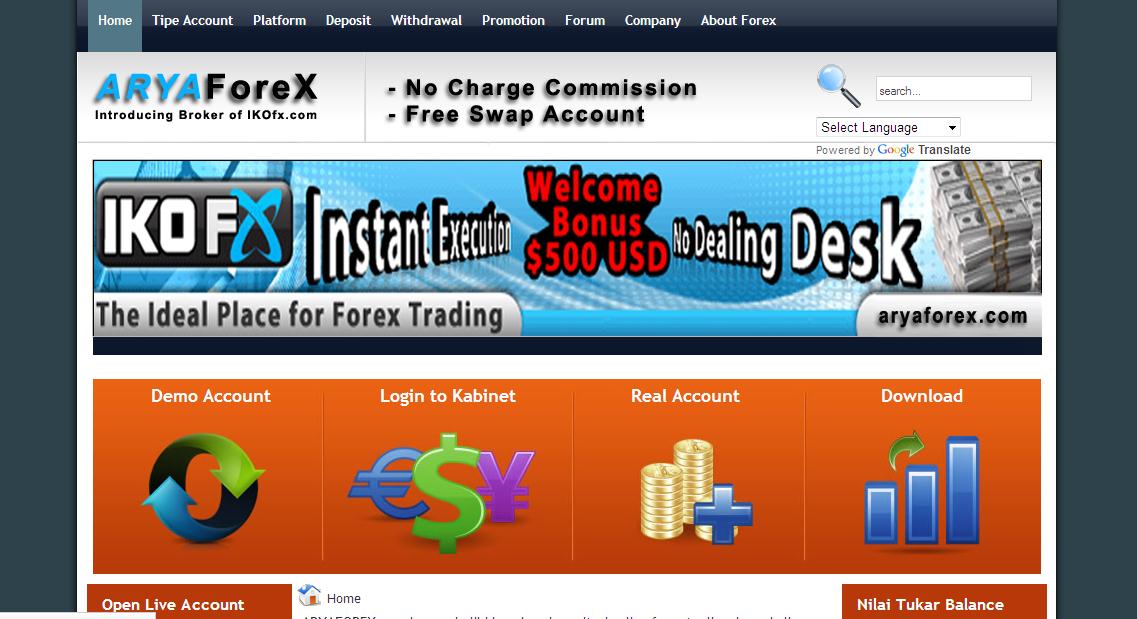 Home Tipe Account Platform Deposit Withdrawal Promotion Forum Company About Forex
ARYAForeX
Introducing Broker of IKOfx.com
- No Charge Commission
- Free Swap Account
search...
Select Language
Powered by Google Translate
IKOFX Instant Execution Welcome Bonus $500 USD No Dealing Desk
The Ideal Place for Forex Trading
aryaforex.com
Demo Account Login to Kabinet Real Account Download
Open Live Account
Home
Nilai Tukar Balance